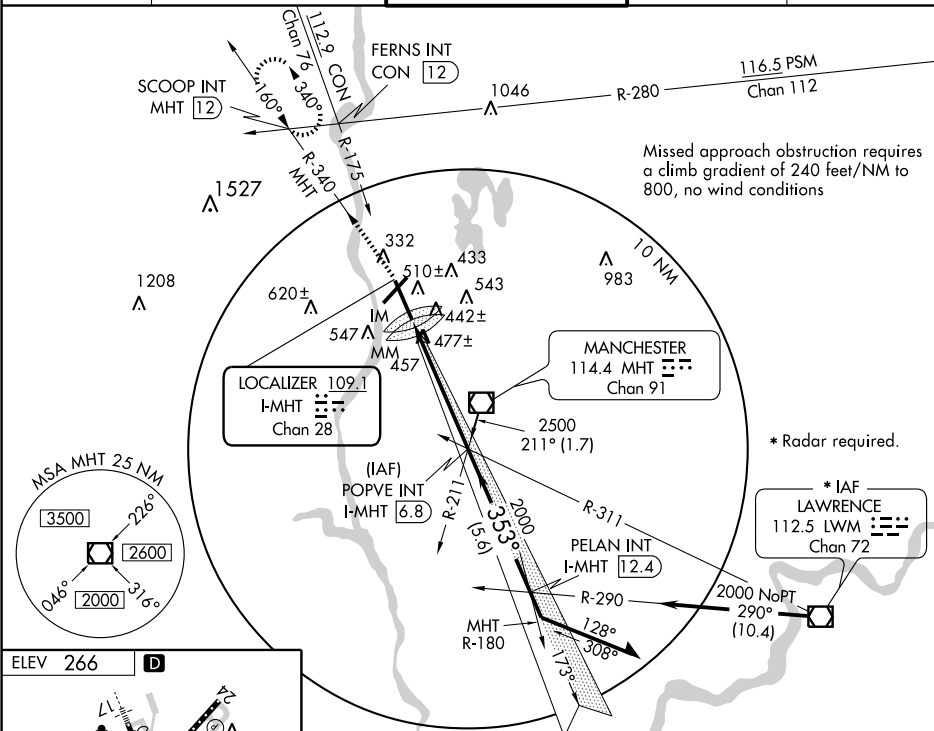 112.9 CON
Chan 76
FERNS INT
CON 12
SCOOP INT
MHT 12
160°
340°
1046
R-280
116.5 PSM
Chan 112
R-175
R-340
MHT
Missed approach obstruction requires
a climb gradient of 240 feet/NM to
800, no wind conditions
1527
10 NM
332
433
510±
983
1208
620±
543
IM
442±
547
477±
MM
457
LOCALIZER 109.1
I-MHT
Chan 28
MANCHESTER
114.4 MHT
Chan 91
2500
211° (1.7)
* Radar required.
(IAF)
POPVE INT
I-MHT 6.8
R-211
2000
353°
(5.6)
R-311
* IAF
LAWRENCE
112.5 LWM
Chan 72
PELAN INT
I-MHT 12.4
R-290
2000 NoPT
290°
(10.4)
MHT
R-180
128°
308°
173°
MSA MHT 25 NM
3500
226°
2600
046°
2000
316°
ELEV 266 D
17
24